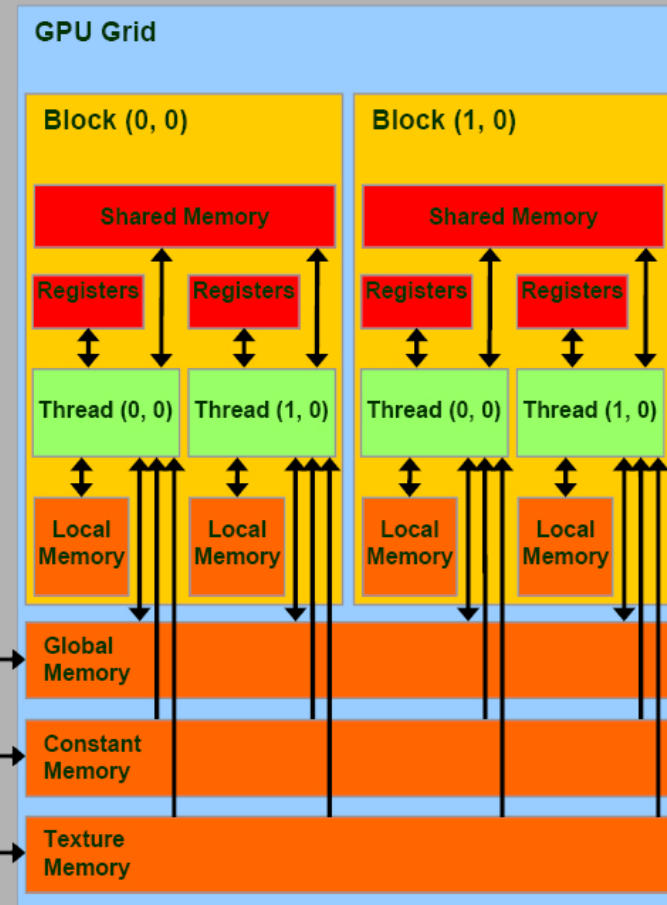 GPU Grid
Block (0, 0)
Block (1, 0)
Shared Memory
Shared Memory
Registers
Registers
Registers
Registers
Thread (0, 0)
Thread (1, 0)
Thread (0, 0)
Thread (1, 0)
Local
Memory
Local
Memory
Local
Memory
Local
Memory
Global
Memory
Constant
Memory
Texture
Memory